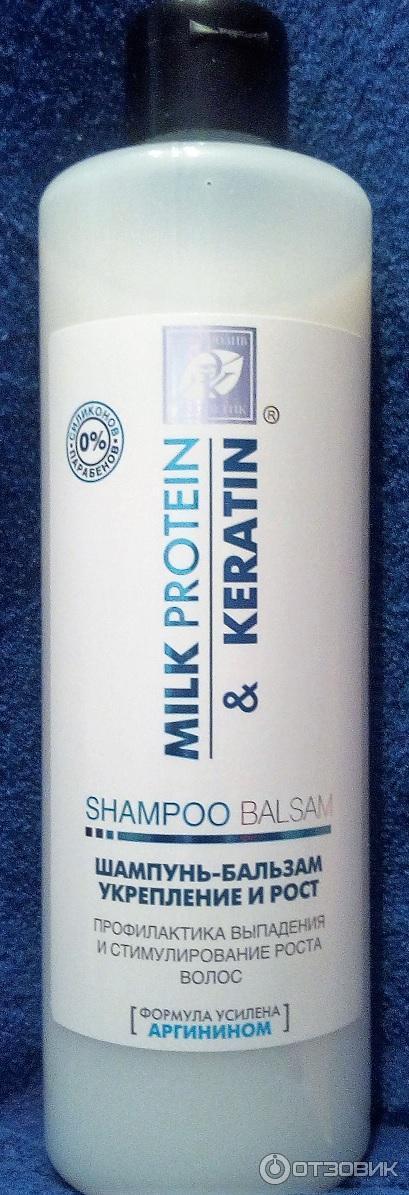 СИЛИКОНОВ
0%
ПАРАБЕНОВ
®
MILK PROTEIN
& KERATIN
SHAMPOO BALSAM
ШАМПУНЬ-БАЛЬЗАМ
УКРЕПЛЕНИЕ И РОСТ
ПРОФИЛАКТИКА ВЫПАДЕНИЯ
И СТИМУЛИРОВАНИЕ РОСТА
ВОЛОС
[ФОРМУЛА УСИЛЕНА
АРГИНИНОМ]
ОТЗОВИК